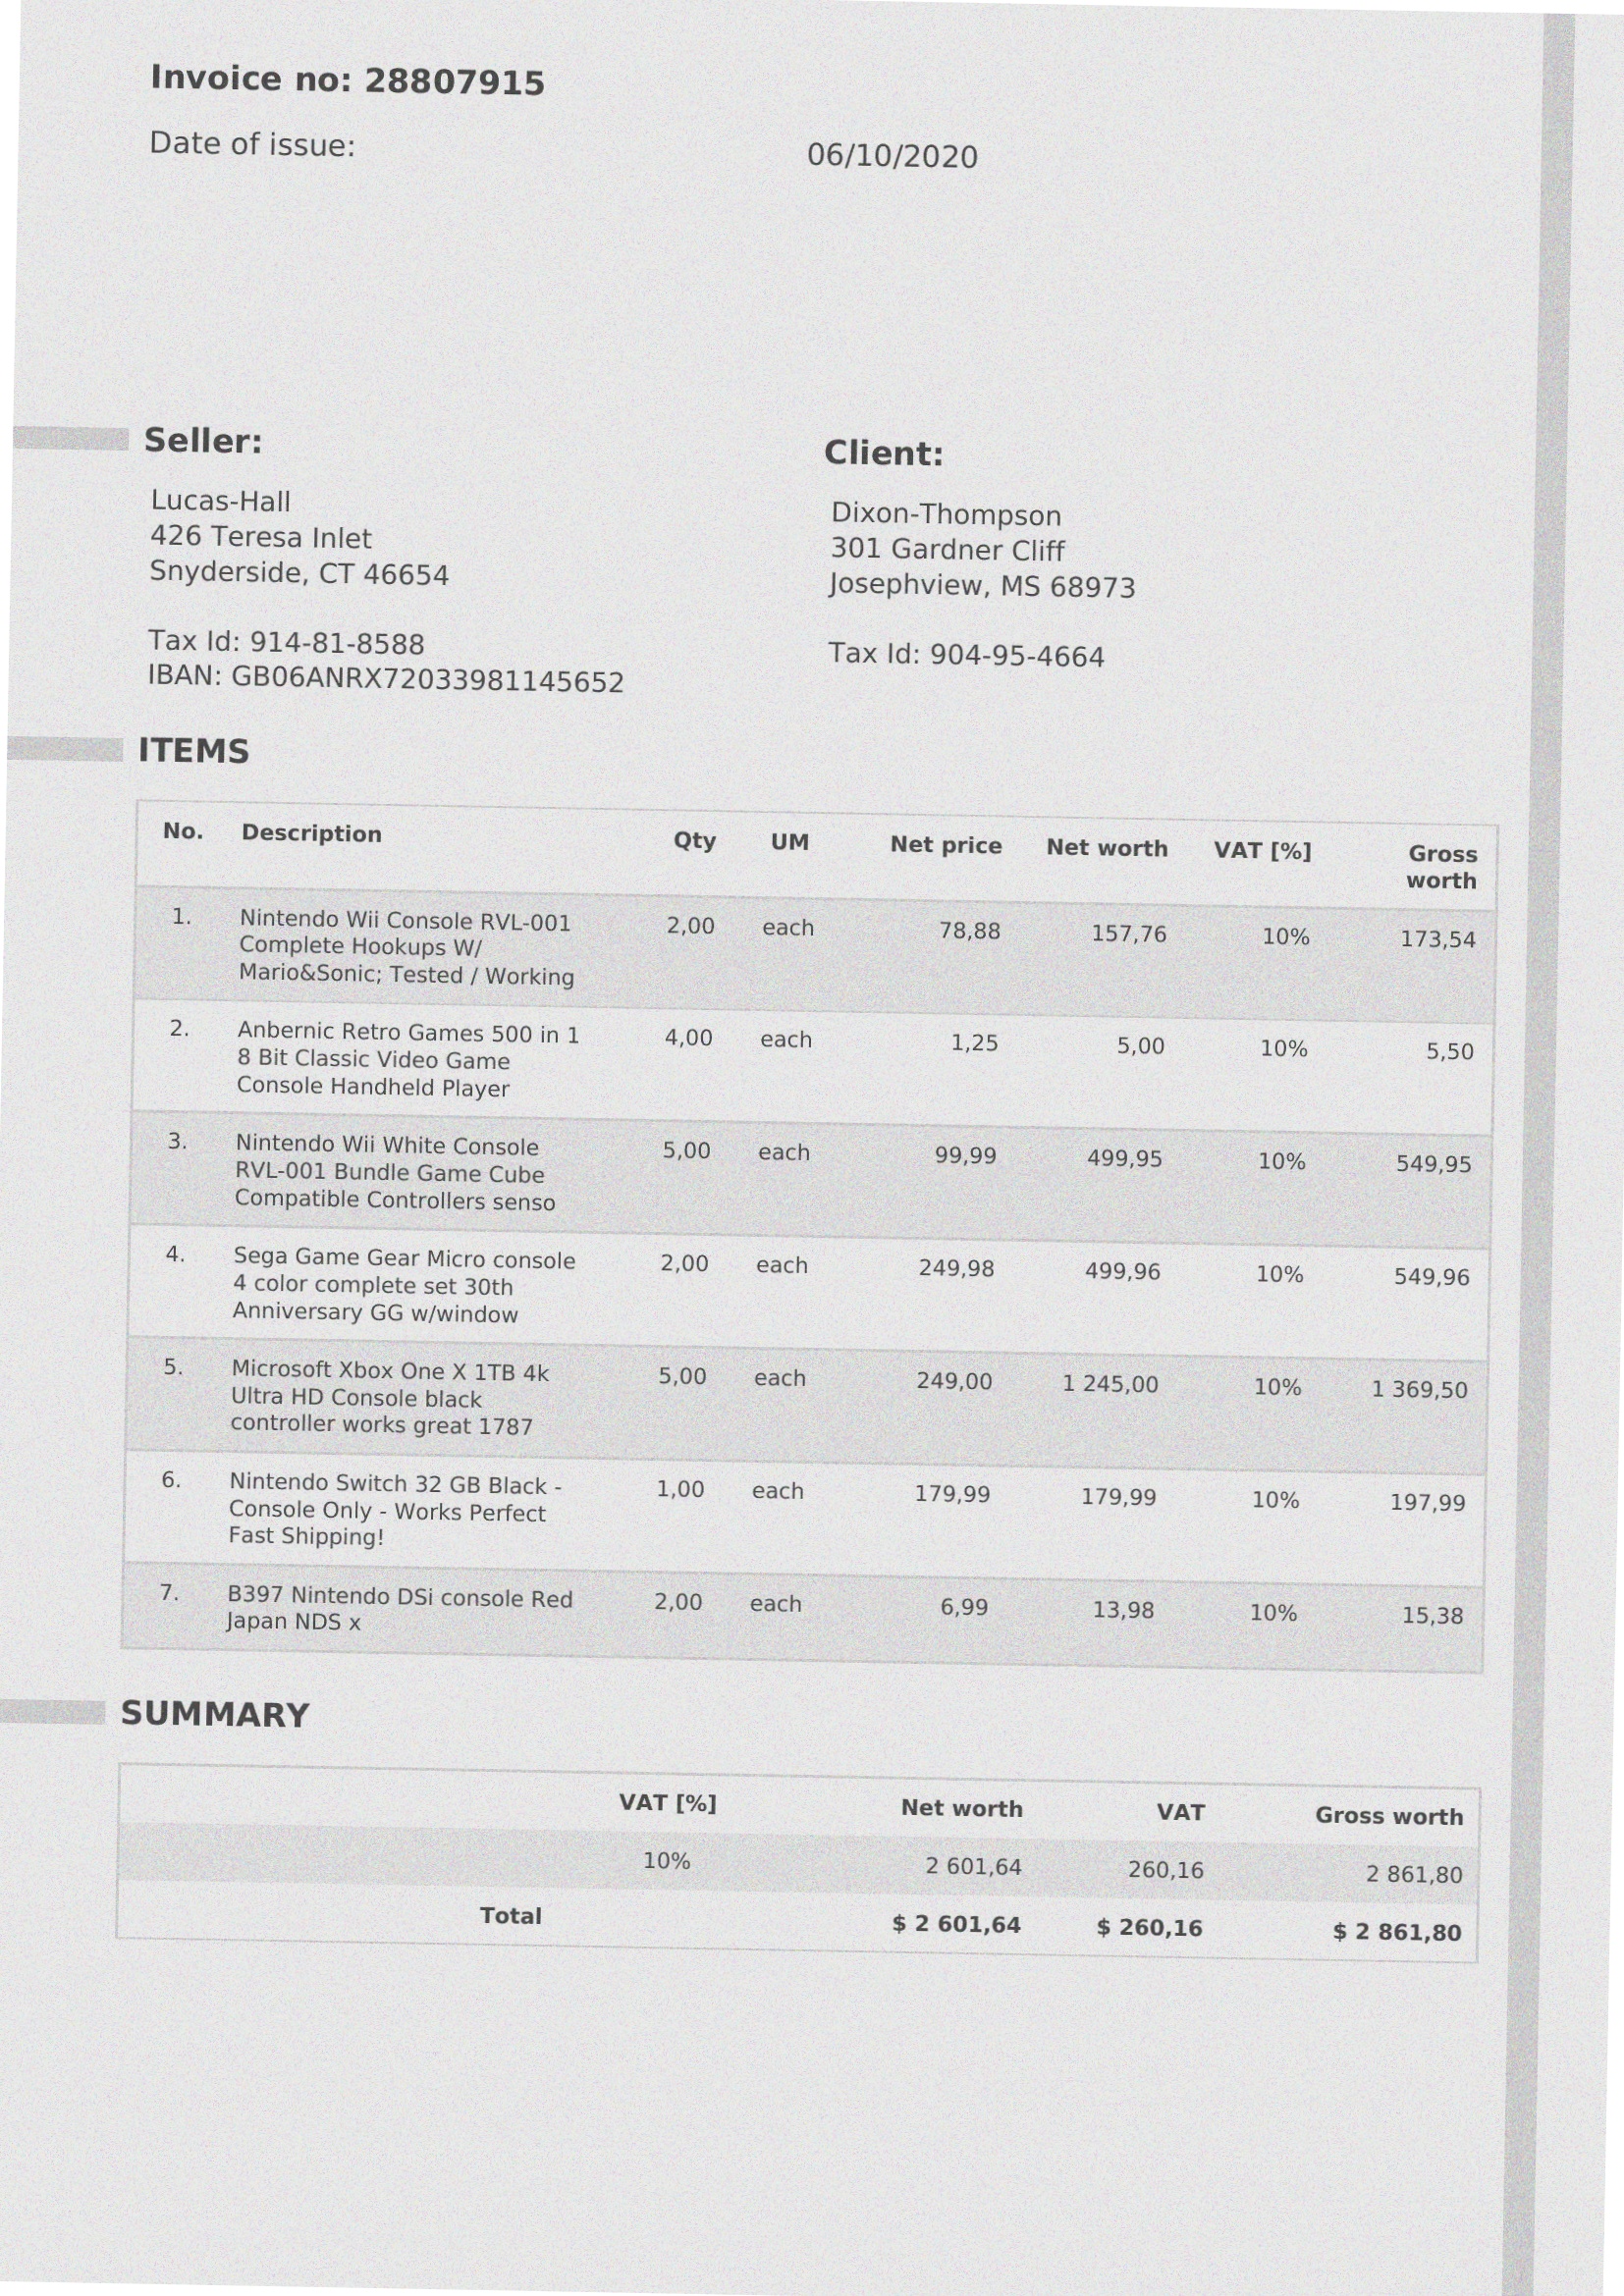 Invoice no: 28807915
Date of issue: 06/10/2020
Seller:
Lucas-Hall
426 Teresa Inlet
Snyderside, CT 46654
Tax Id: 914-81-8588
IBAN: GB06ANRX72033981145652
Client:
Dixon-Thompson
301 Gardner Cliff
Josephview, MS 68973
Tax Id: 904-95-4664
ITEMS
No. Description Qty UM Net price Net worth VAT [%] Gross
worth
1. Nintendo Wii Console RVL-001 2,00 each 78,88 157,76 10% 173,54
Complete Hookups W/
Mario&Sonic; Tested / Working
2. Anbernic Retro Games 500 in 1 4,00 each 1,25 5,00 10% 5,50
8 Bit Classic Video Game
Console Handheld Player
3. Nintendo Wii White Console 5,00 each 99,99 499,95 10% 549,95
RVL-001 Bundle Game Cube
Compatible Controllers senso
4. Sega Game Gear Micro console 2,00 each 249,98 499,96 10% 549,96
4 color complete set 30th
Anniversary GG w/window
5. Microsoft Xbox One X 1TB 4k 5,00 each 249,00 1 245,00 10% 1 369,50
Ultra HD Console black
controller works great 1787
6. Nintendo Switch 32 GB Black - 1,00 each 179,99 179,99 10% 197,99
Console Only - Works Perfect
Fast Shipping!
7. B397 Nintendo DSi console Red 2,00 each 6,99 13,98 10% 15,38
Japan NDS x
SUMMARY
VAT [%] Net worth VAT Gross worth
10% 2 601,64 260,16 2 861,80
Total $ 2 601,64 $ 260,16 $ 2 861,80